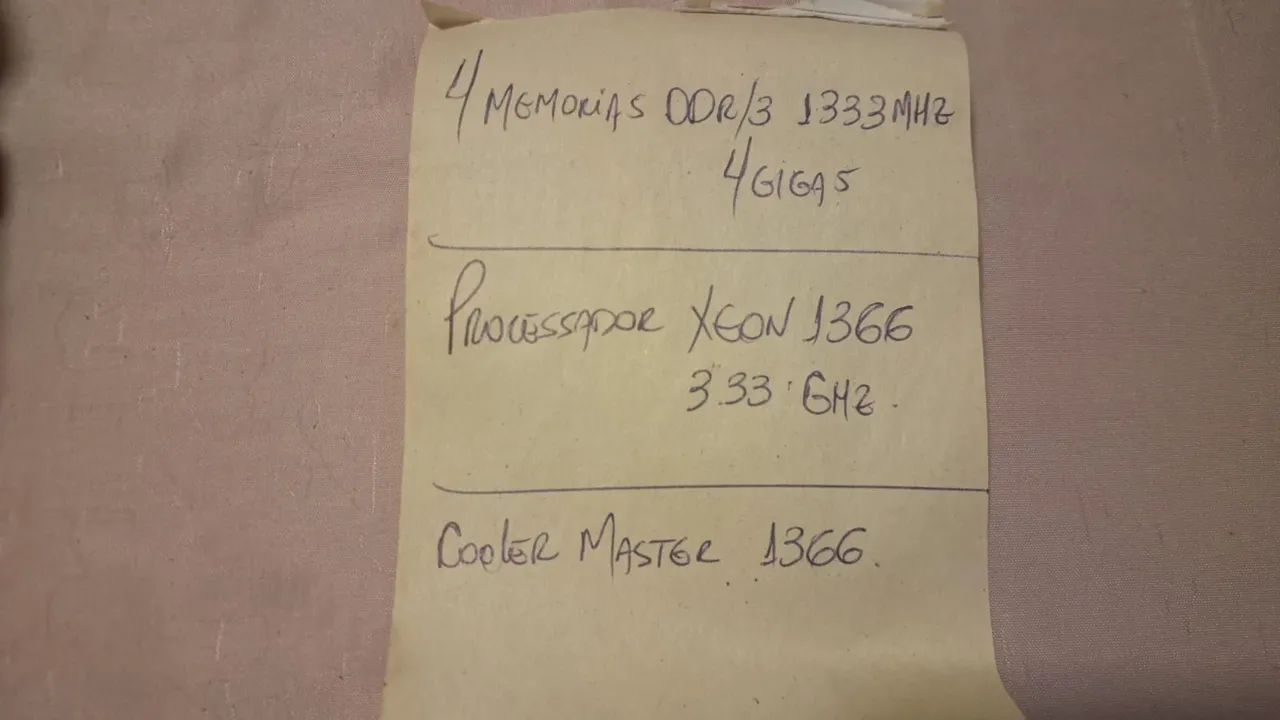 4 MEMORIAS DDR/3 1333MHZ
4 GIGAS
PROCESSADOR XEON 1366
3.33 GHZ.
COOLER MASTER 1366.